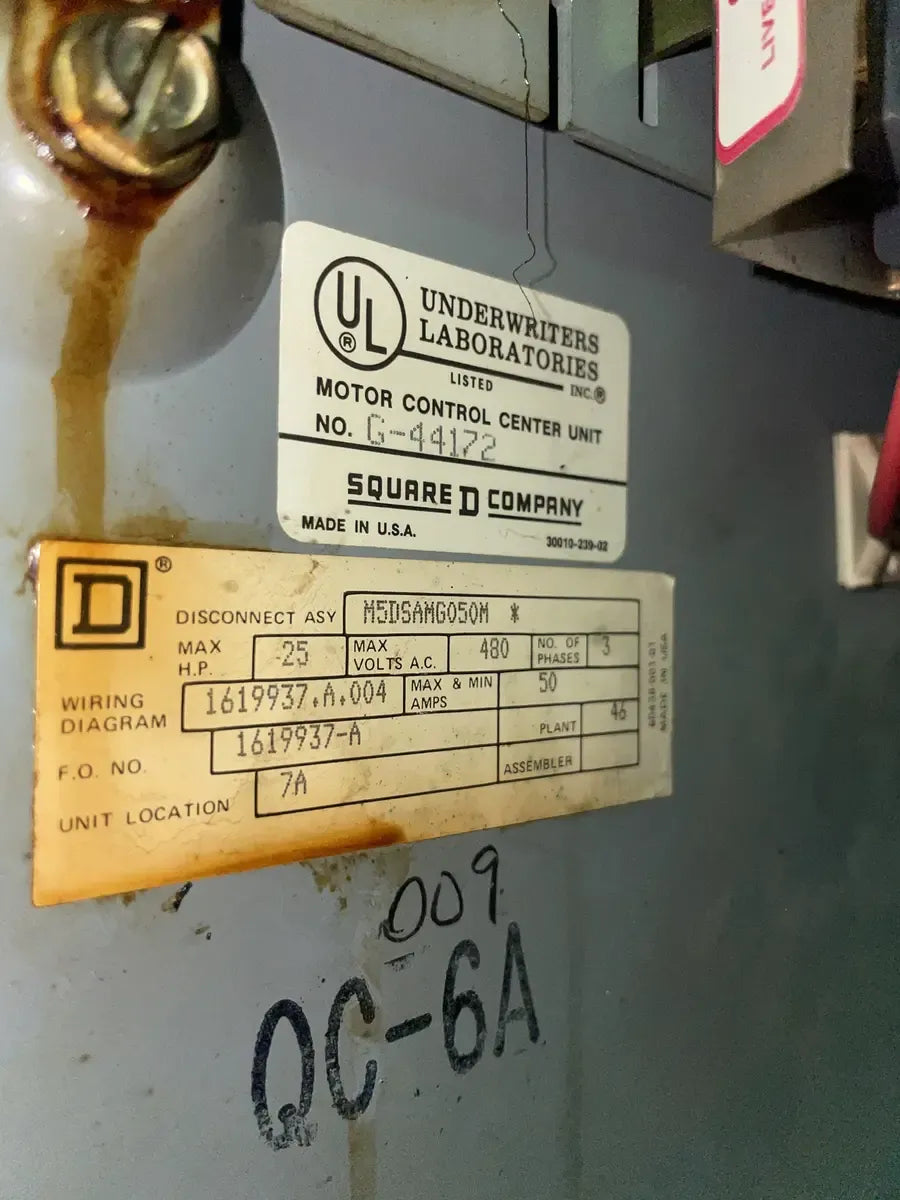 UL ®
UNDERWRITERS
LABORATORIES
INC.®
LISTED
MOTOR CONTROL CENTER UNIT
NO. G-44172
SQUARE D COMPANY
MADE IN U.S.A.
30010-239-02
D ®
DISCONNECT ASY M5DSAMG050M *
MAX H.P. 25 MAX VOLTS A.C. 480 NO. OF PHASES 3
WIRING DIAGRAM 1619937.A.004 MAX & MIN AMPS 50
F.O. NO. 1619937-A PLANT 46
UNIT LOCATION 7A ASSEMBLER
MADE IN USA
009
QC-6A